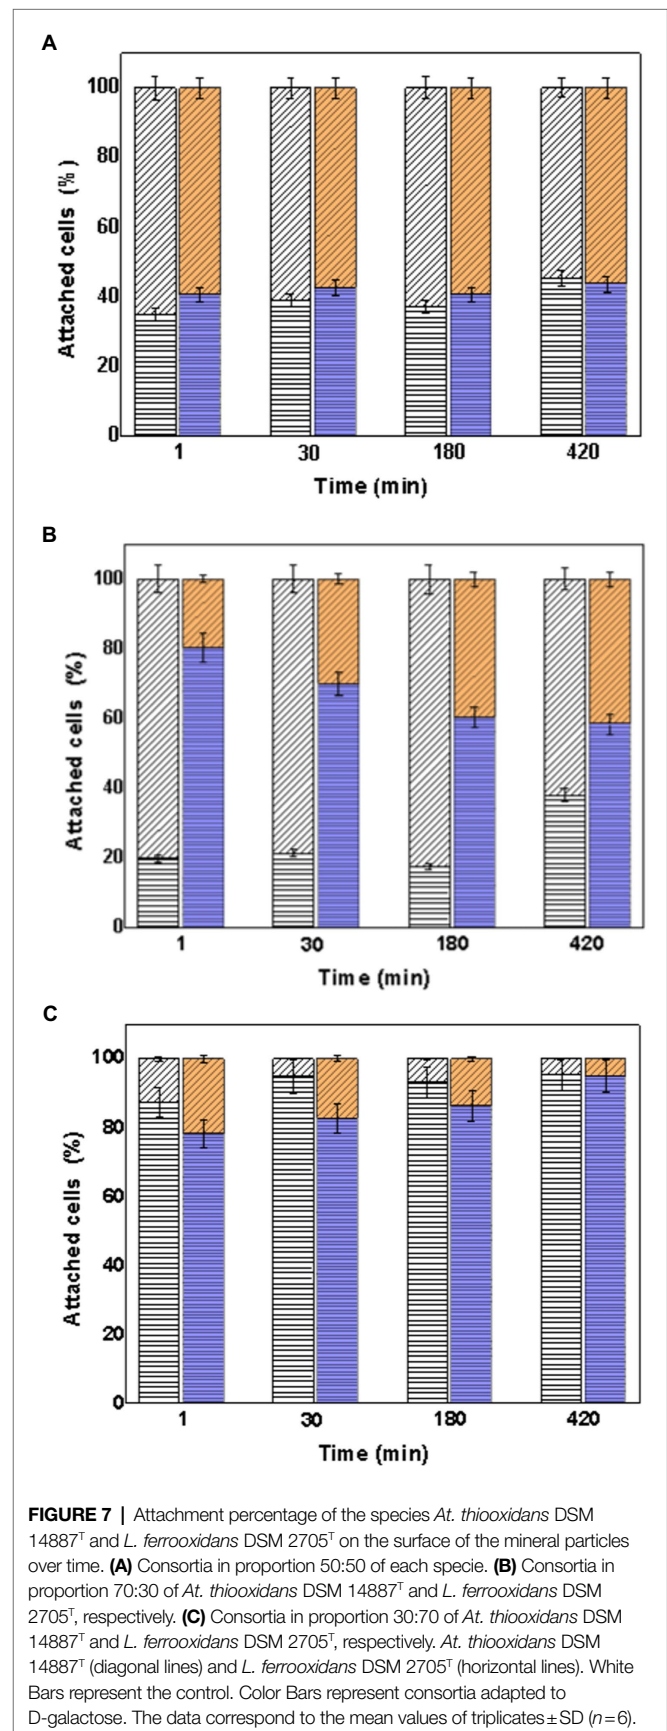 A
100
80
60
40
20
0
Attached cells (%)
1 30 180 420
Time (min)
B
100
80
60
40
20
0
Attached cells (%)
1 30 180 420
Time (min)
C
100
80
60
40
20
0
Attached cells (%)
1 30 180 420
Time (min)
FIGURE 7 | Attachment percentage of the species At. thiooxidans DSM
14887ᵀ and L. ferrooxidans DSM 2705ᵀ on the surface of the mineral particles
over time. (A) Consortia in proportion 50:50 of each specie. (B) Consortia in
proportion 70:30 of At. thiooxidans DSM 14887ᵀ and L. ferrooxidans DSM
2705ᵀ, respectively. (C) Consortia in proportion 30:70 of At. thiooxidans DSM
14887ᵀ and L. ferrooxidans DSM 2705ᵀ, respectively. At. thiooxidans DSM
14887ᵀ (diagonal lines) and L. ferrooxidans DSM 2705ᵀ (horizontal lines). White
Bars represent the control. Color Bars represent consortia adapted to
D-galactose. The data correspond to the mean values of triplicates ± SD (n = 6).